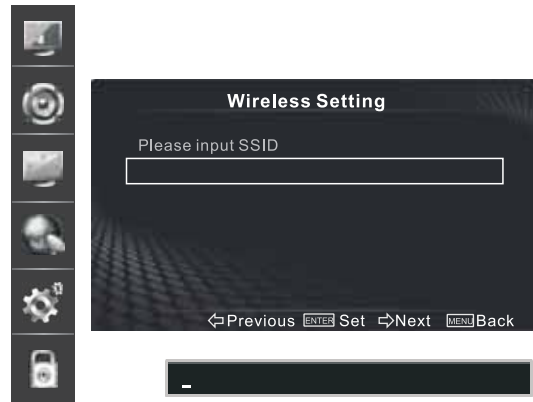 Wireless Setting
Please input SSID
⇦Previous ENTER Set ⇨Next MENU Back